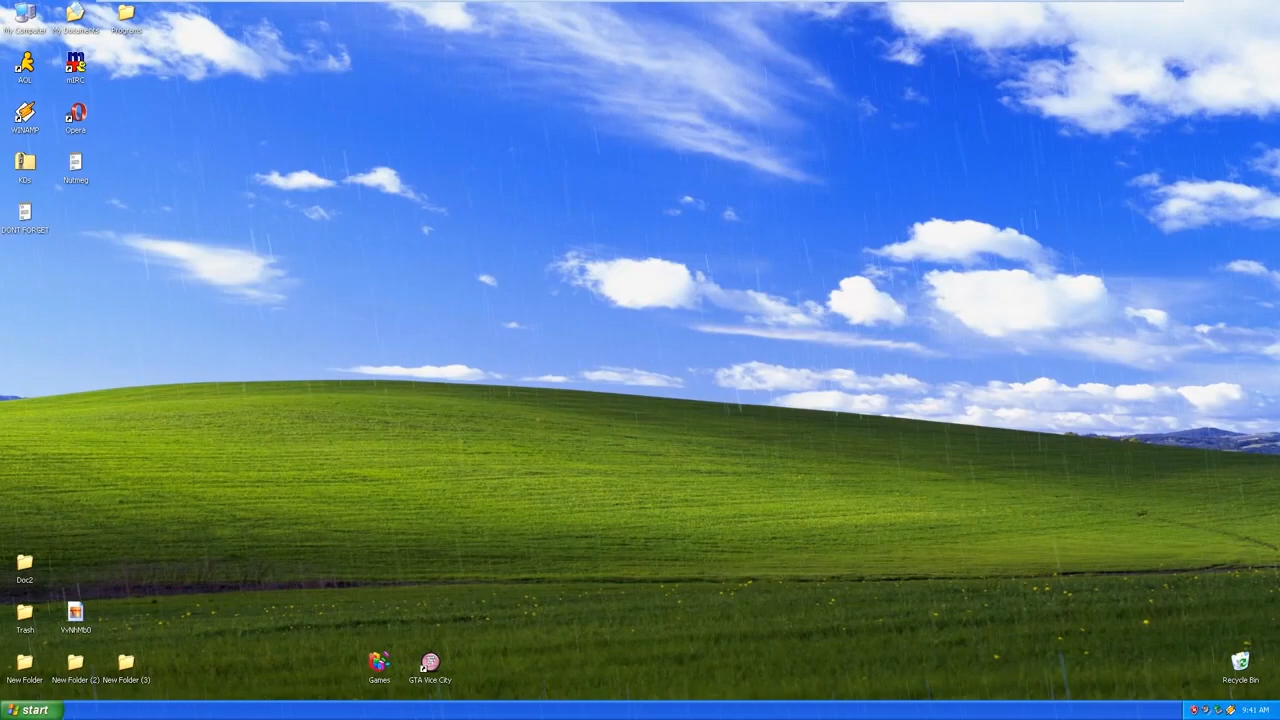 My Computer My Documents Programs
AOL mIRC
WINAMP Opera
KDs Nutmeg
DONT FORGET
Doc2
Trash VvNhMb0
New Folder New Folder (2) New Folder (3) Games GTA Vice City Recycle Bin
start 9:41 AM